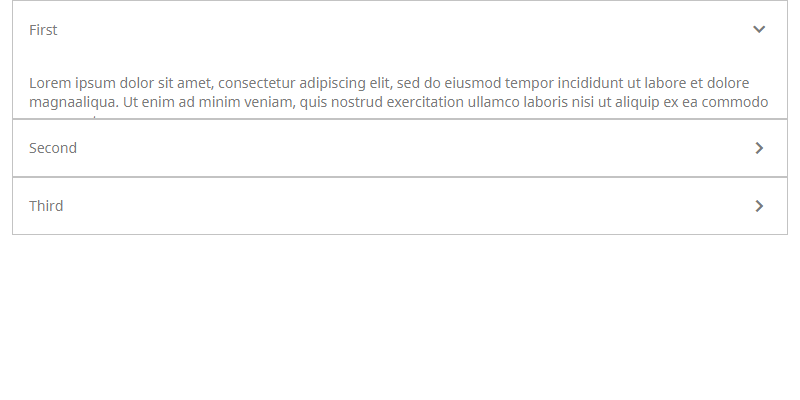 First
Lorem ipsum dolor sit amet, consectetur adipiscing elit, sed do eiusmod tempor incididunt ut labore et dolore
magnaaliqua. Ut enim ad minim veniam, quis nostrud exercitation ullamco laboris nisi ut aliquip ex ea commodo
Second
Third